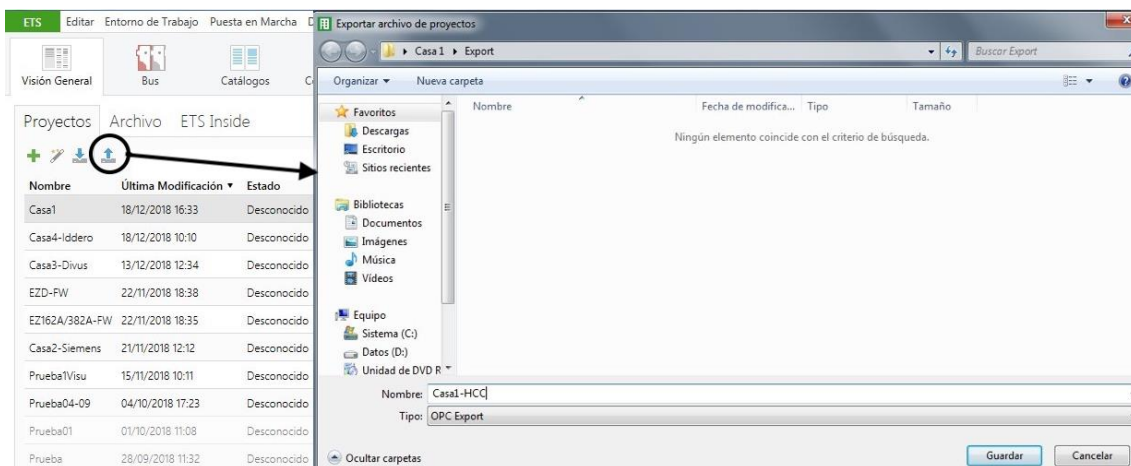 ETS Editar Entorno de Trabajo Puesta en Marcha
Visión General Bus Catálogos
Proyectos Archivo ETS Inside
Nombre Última Modificación Estado
Casa1 18/12/2018 16:33 Desconocido
Casa4-Iddero 18/12/2018 10:10 Desconocido
Casa3-Divus 13/12/2018 12:34 Desconocido
EZD-FW 22/11/2018 18:38 Desconocido
EZ162A/382A-FW 22/11/2018 18:35 Desconocido
Casa2-Siemens 21/11/2018 12:12 Desconocido
Prueba1Visu 15/11/2018 10:11 Desconocido
Prueba04-09 04/10/2018 17:23 Desconocido
Prueba01 01/10/2018 11:08 Desconocido
Prueba 28/09/2018 11:32 Desconocido
Exportar archivo de proyectos
Casa 1 Export Buscar Export
Organizar Nueva carpeta
Nombre Fecha de modifica... Tipo Tamaño
Ningún elemento coincide con el criterio de búsqueda.
Favoritos
Descargas
Escritorio
Sitios recientes
Bibliotecas
Documentos
Imágenes
Música
Vídeos
Equipo
Sistema (C:)
Datos (D:)
Unidad de DVD R
Nombre: Casa1-HCC
Tipo: OPC Export
Ocultar carpetas Guardar Cancelar